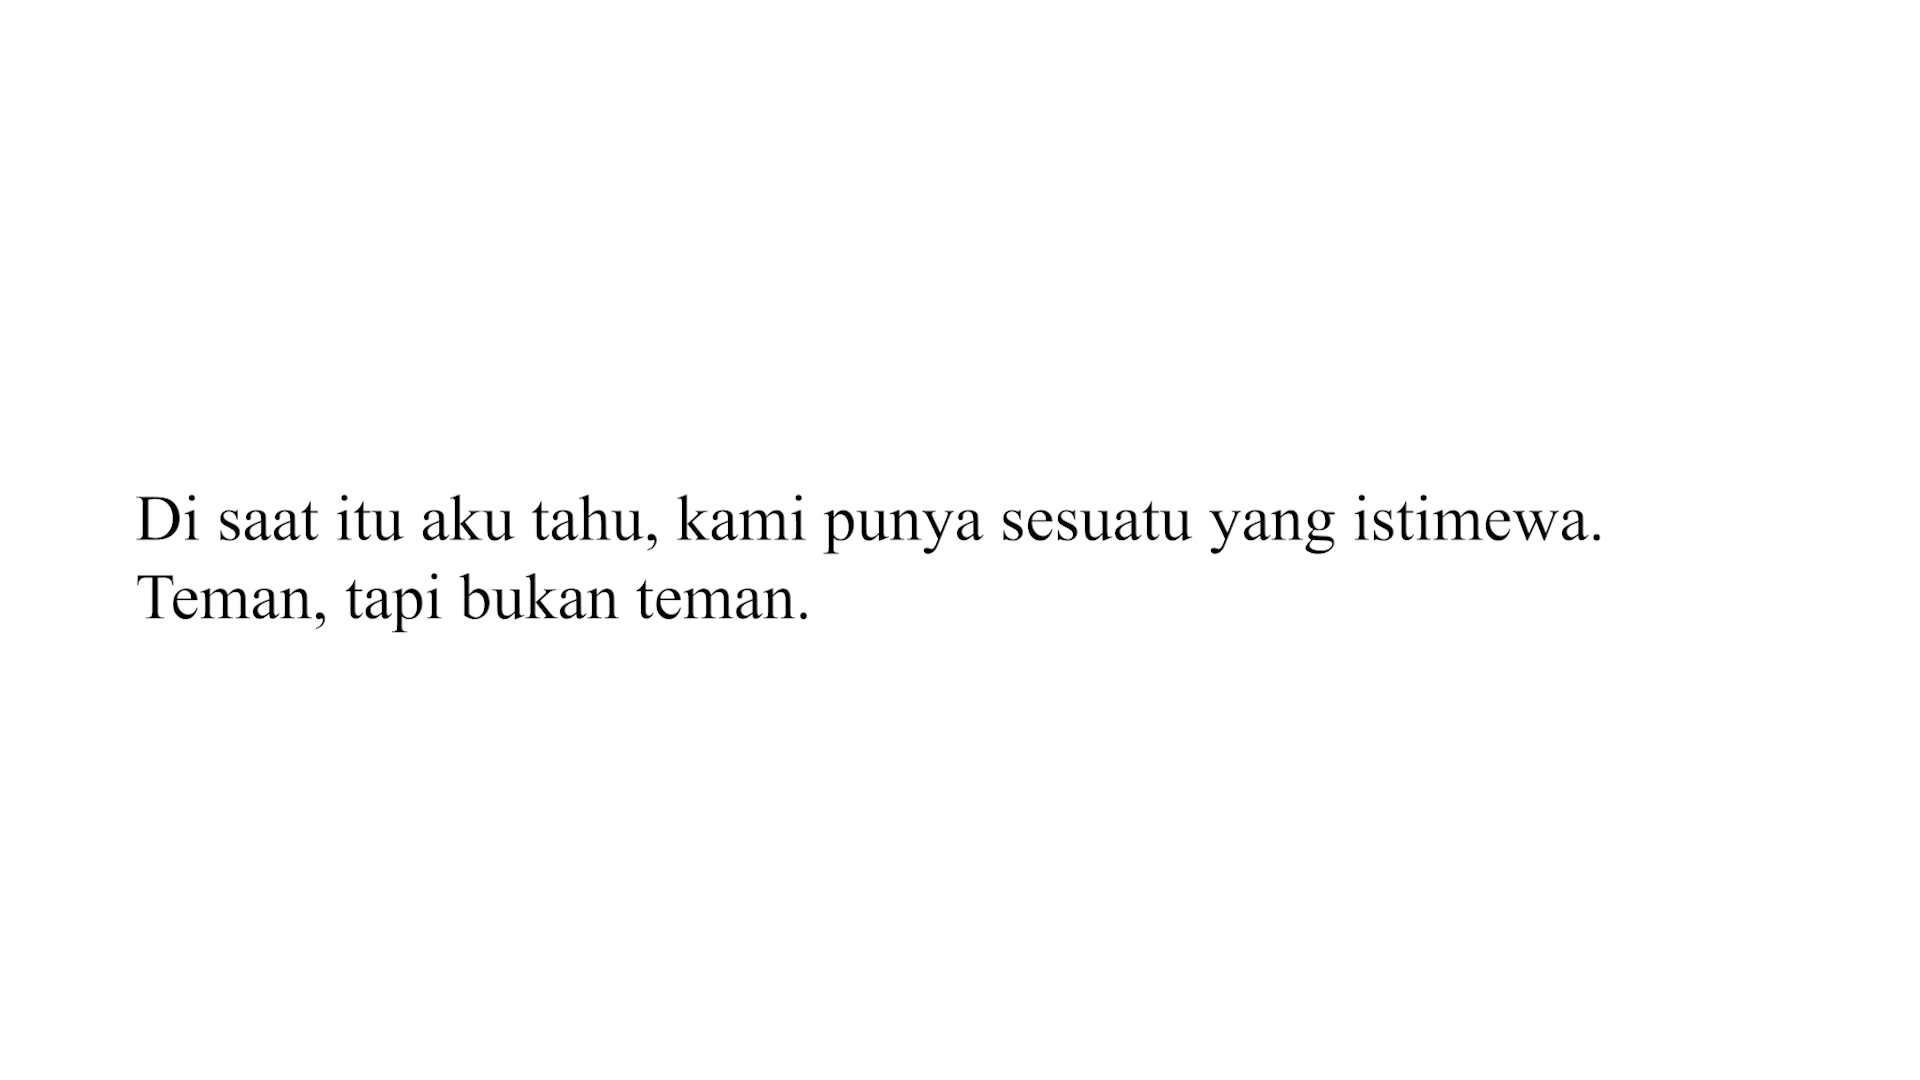 Di saat itu aku tahu, kami punya sesuatu yang istimewa.
Teman, tapi bukan teman.